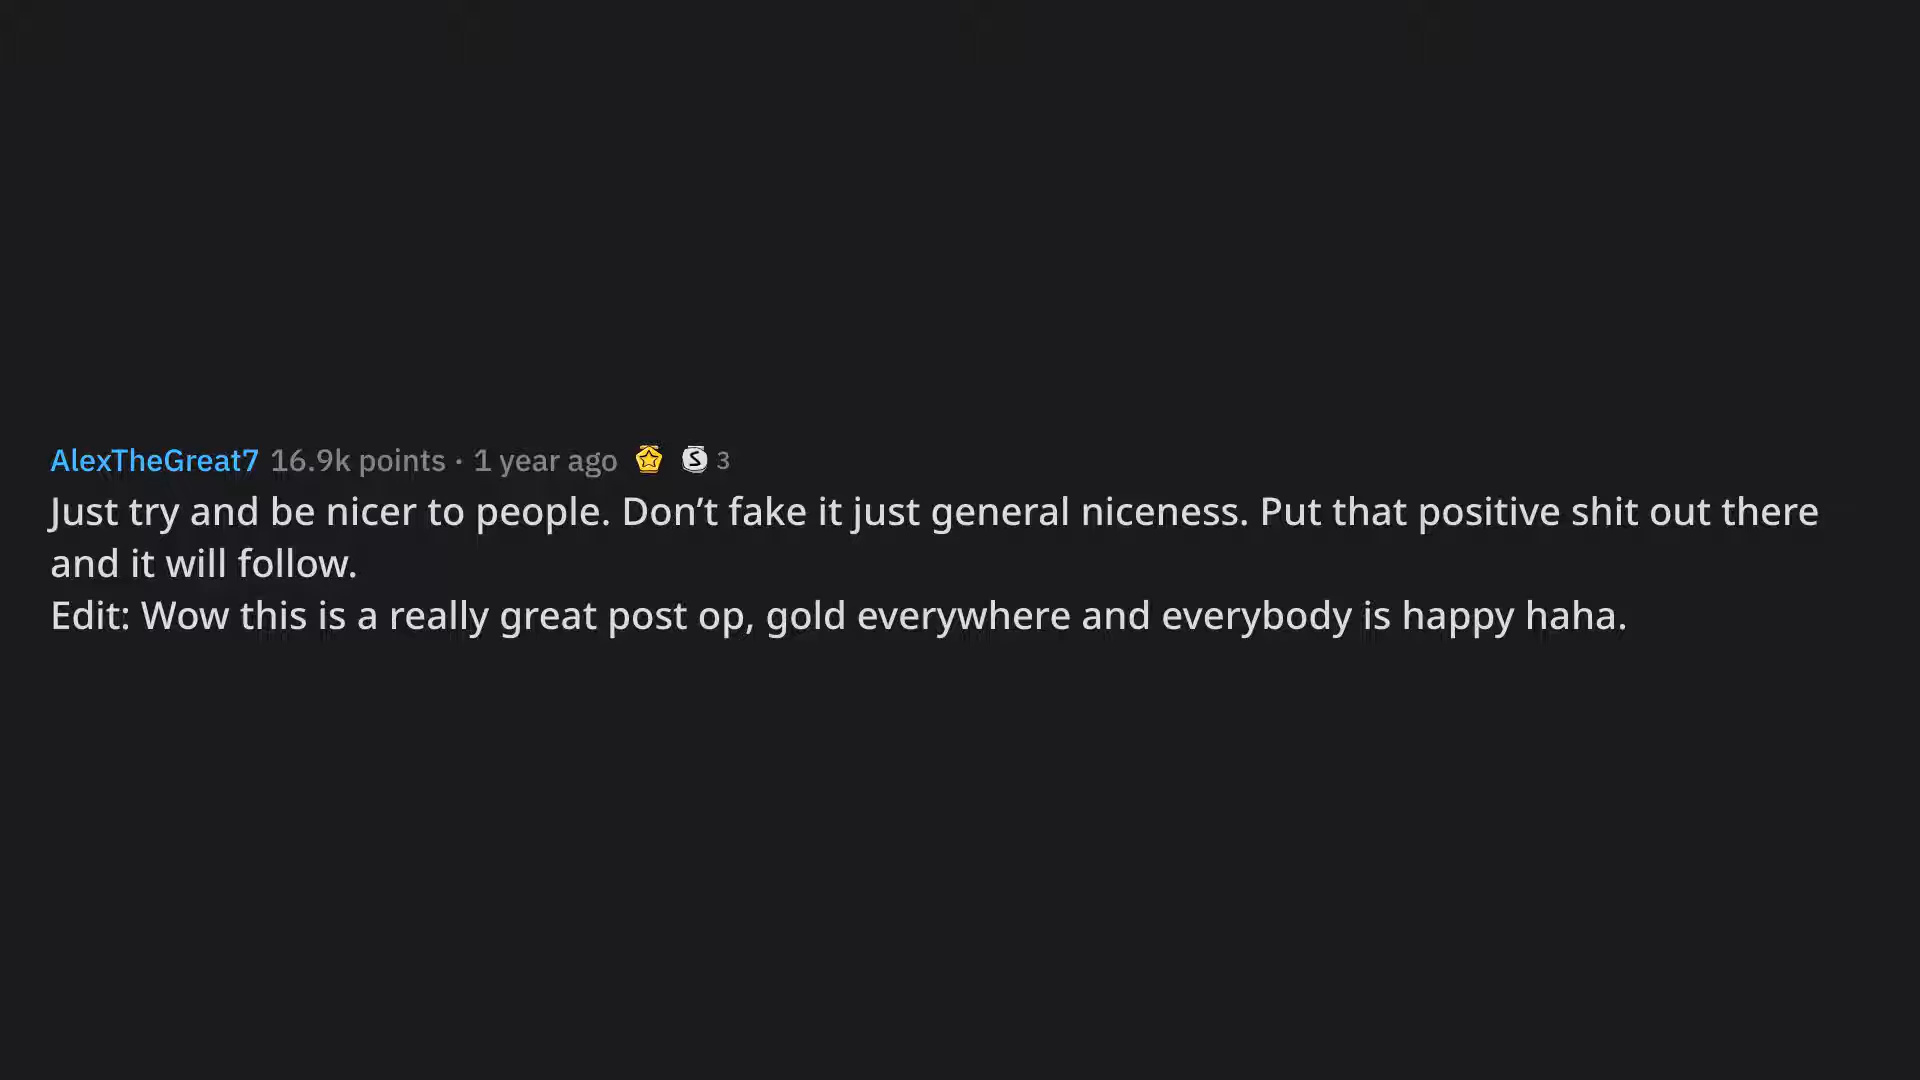 AlexTheGreat7 16.9k points · 1 year ago S 3
Just try and be nicer to people. Don’t fake it just general niceness. Put that positive shit out there
and it will follow.
Edit: Wow this is a really great post op, gold everywhere and everybody is happy haha.